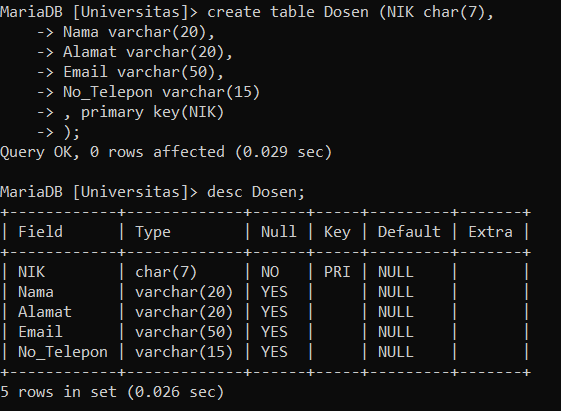 MariaDB [Universitas]> create table Dosen (NIK char(7),
    -> Nama varchar(20),
    -> Alamat varchar(20),
    -> Email varchar(50),
    -> No_Telepon varchar(15)
    -> , primary key(NIK)
    -> );
Query OK, 0 rows affected (0.029 sec)

MariaDB [Universitas]> desc Dosen;
+------------+-------------+------+-----+---------+-------+
| Field      | Type        | Null | Key | Default | Extra |
+------------+-------------+------+-----+---------+-------+
| NIK        | char(7)     | NO   | PRI | NULL    |       |
| Nama       | varchar(20) | YES  |     | NULL    |       |
| Alamat     | varchar(20) | YES  |     | NULL    |       |
| Email      | varchar(50) | YES  |     | NULL    |       |
| No_Telepon | varchar(15) | YES  |     | NULL    |       |
+------------+-------------+------+-----+---------+-------+
5 rows in set (0.026 sec)